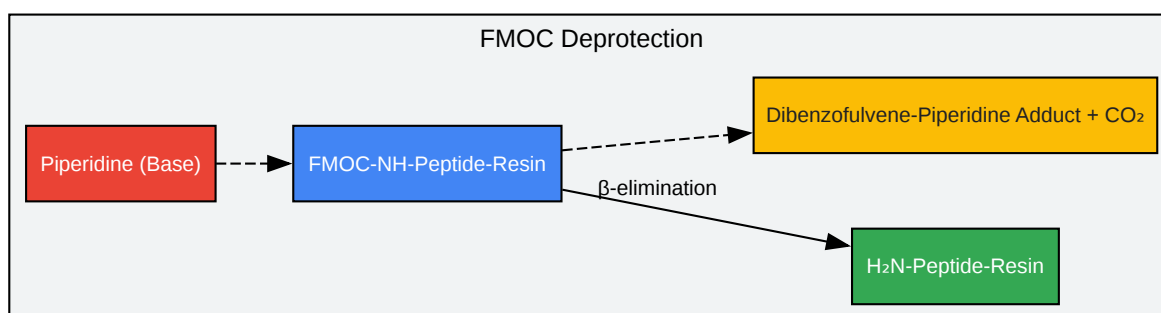 FMOC Deprotection
Piperidine (Base)
FMOC-NH-Peptide-Resin
Dibenzofulvene-Piperidine Adduct + CO₂
β-elimination
H₂N-Peptide-Resin